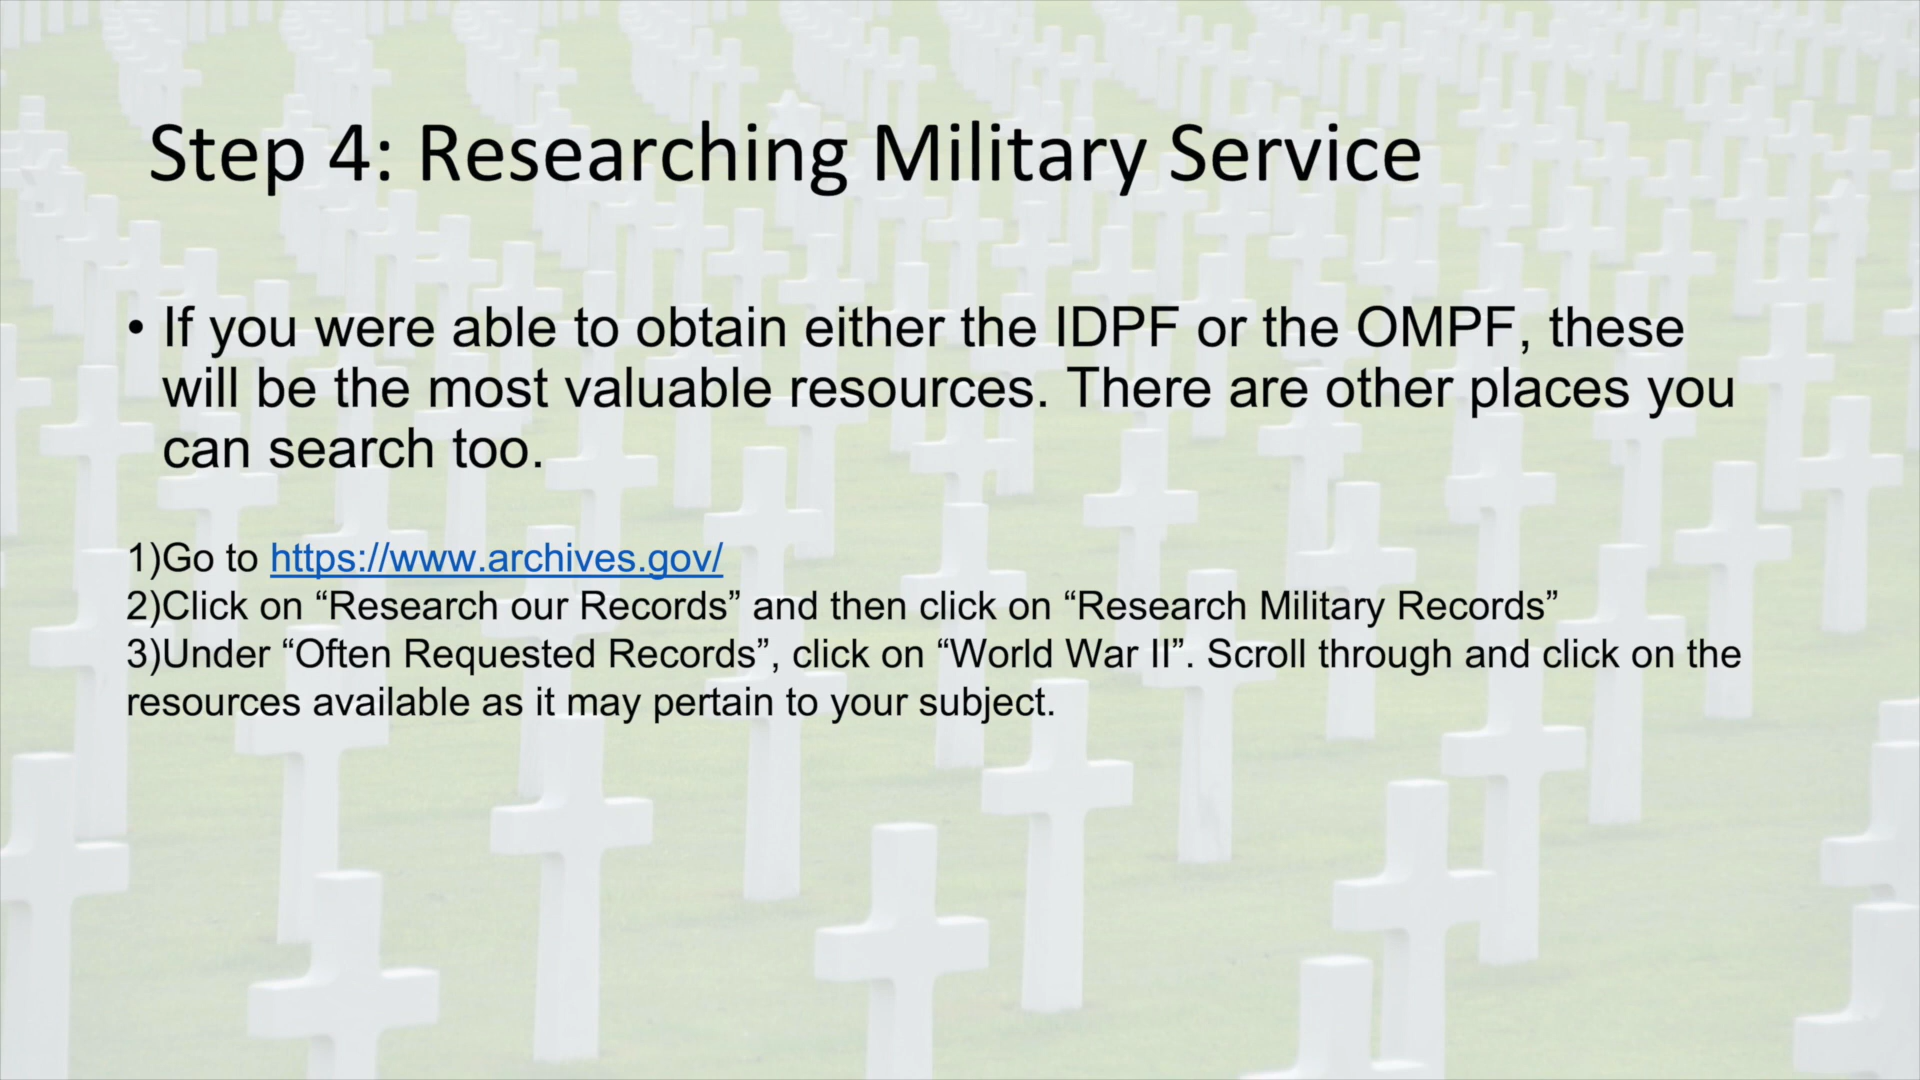 Step 4: Researching Military Service
• If you were able to obtain either the IDPF or the OMPF, these
will be the most valuable resources. There are other places you
can search too.
1)Go to https://www.archives.gov/
2)Click on “Research our Records” and then click on “Research Military Records”
3)Under “Often Requested Records”, click on “World War II”. Scroll through and click on the
resources available as it may pertain to your subject.